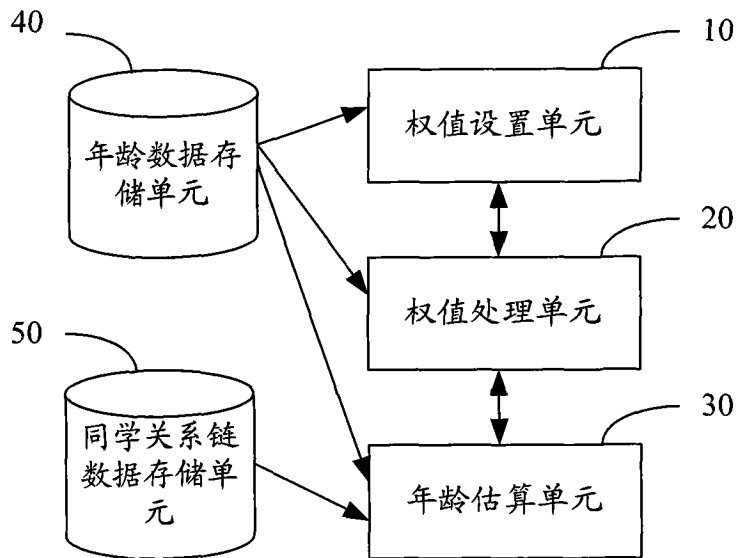 40
10
年龄数据存
储单元
权值设置单元
20
权值处理单元
50
30
同学关系链
数据存储单
元
年龄估算单元